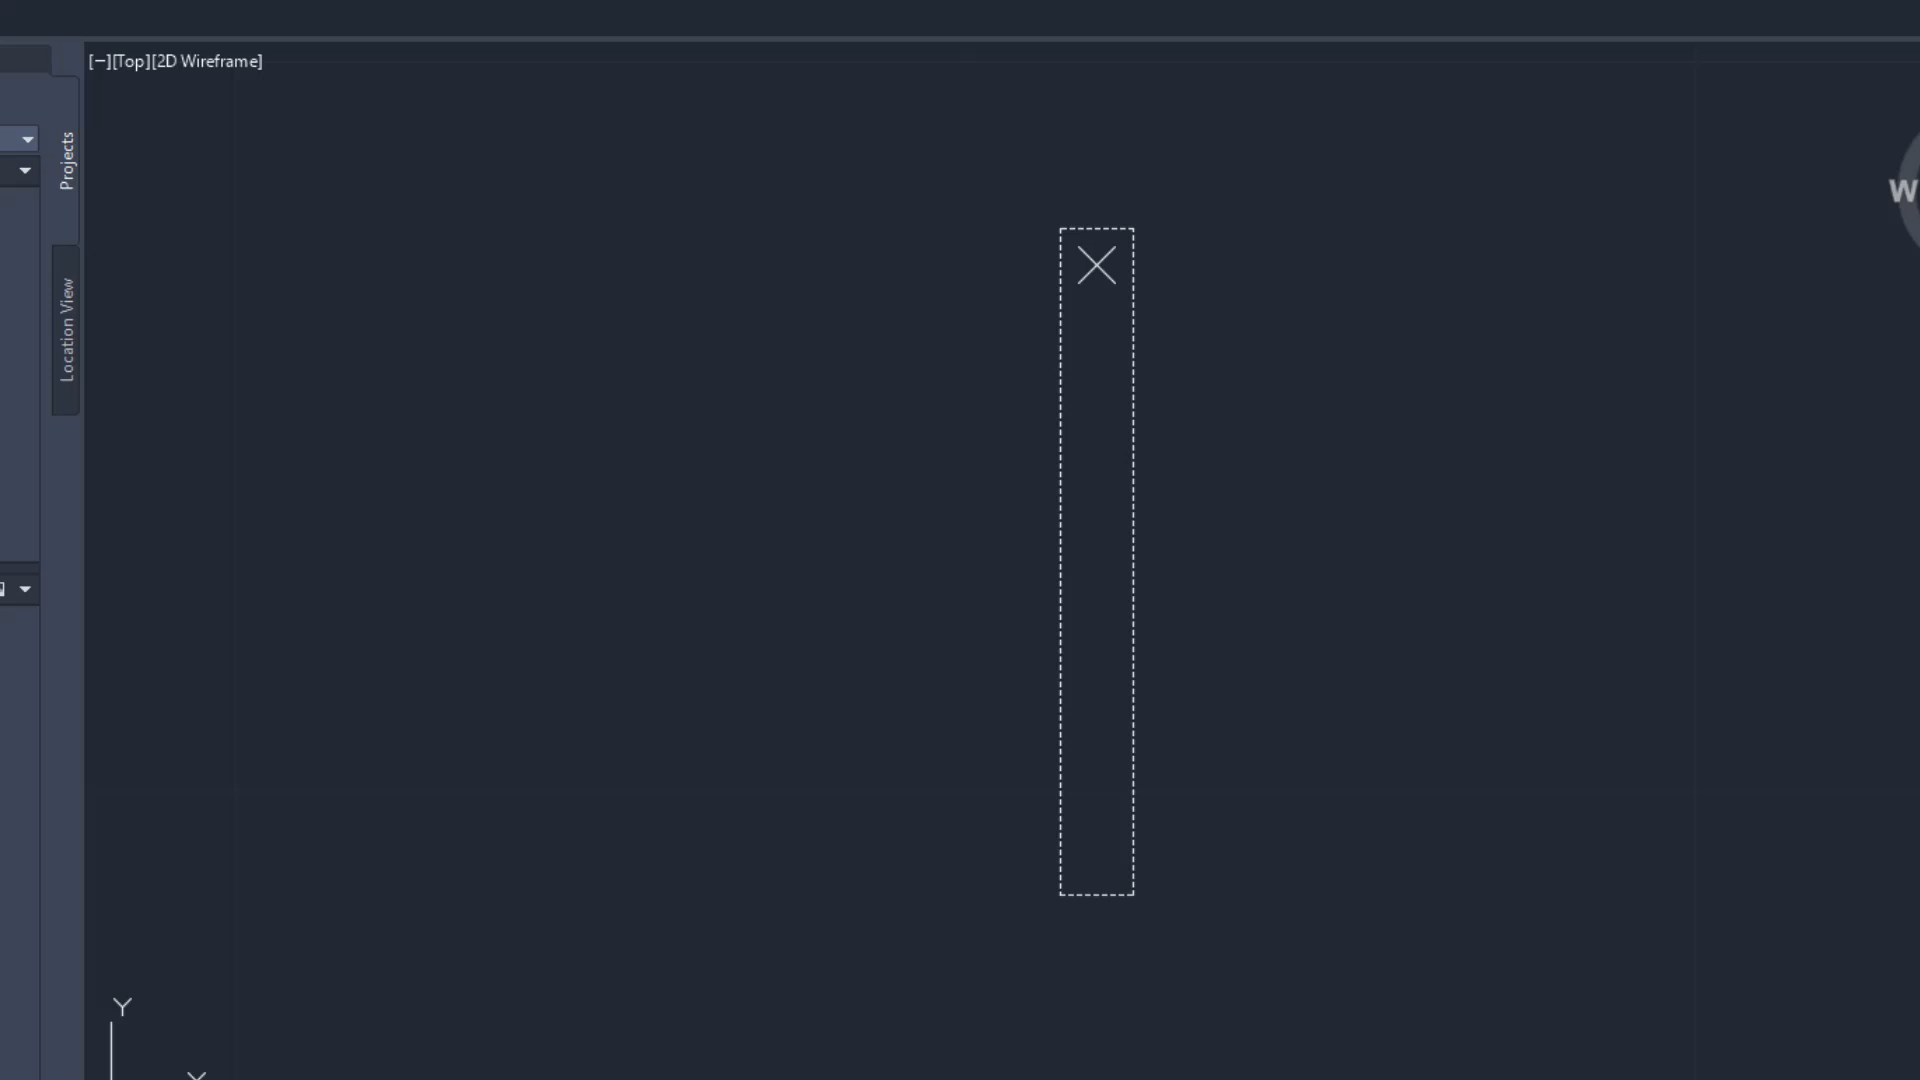 [−][Top][2D Wireframe]
Projects
Location View
W
Y